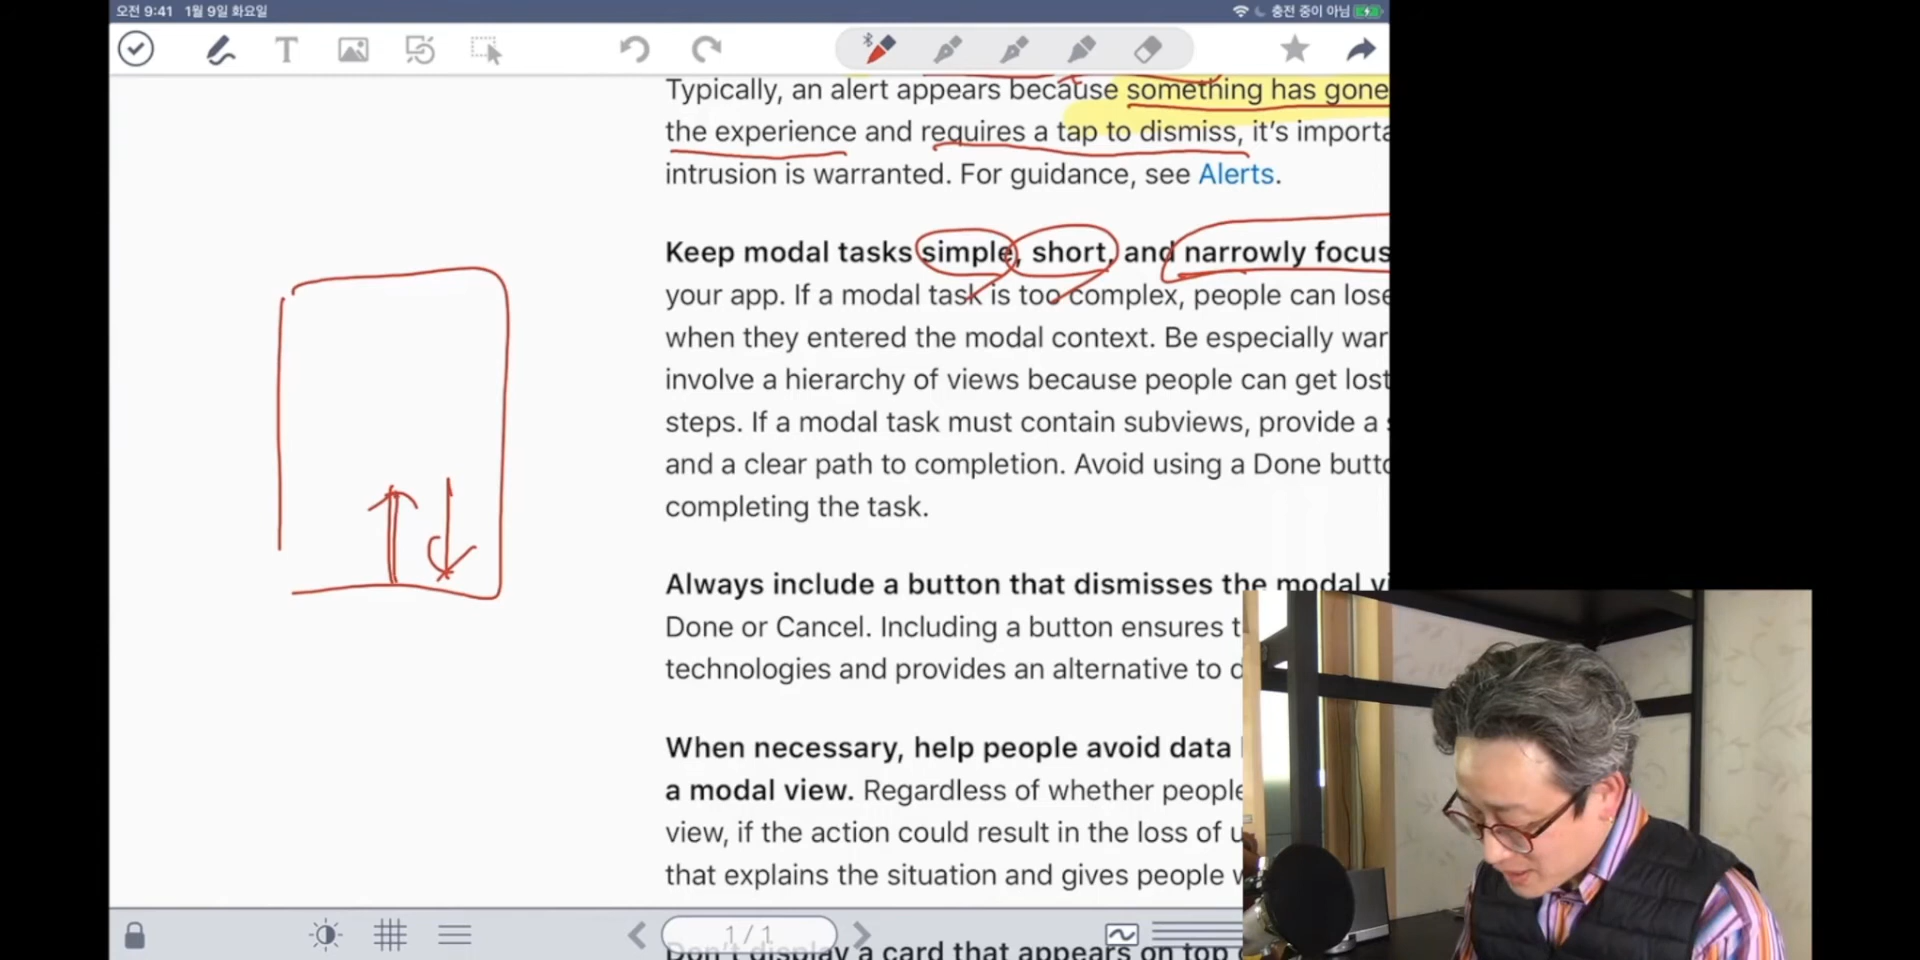 오전 9:41 1월 9일 화요일
충전 중이 아님
T
Typically, an alert appears because something has gone
the experience and requires a tap to dismiss, it's importa
intrusion is warranted. For guidance, see Alerts.
Keep modal tasks simple, short, and narrowly focus
your app. If a modal task is too complex, people can lose
when they entered the modal context. Be especially war
involve a hierarchy of views because people can get lost
steps. If a modal task must contain subviews, provide a s
and a clear path to completion. Avoid using a Done butto
completing the task.
Always include a button that dismisses the modal vi
Done or Cancel. Including a button ensures t
technologies and provides an alternative to d
When necessary, help people avoid data l
a modal view. Regardless of whether people
view, if the action could result in the loss of u
that explains the situation and gives people w
1 / 1
Don't display a card that appears on top o